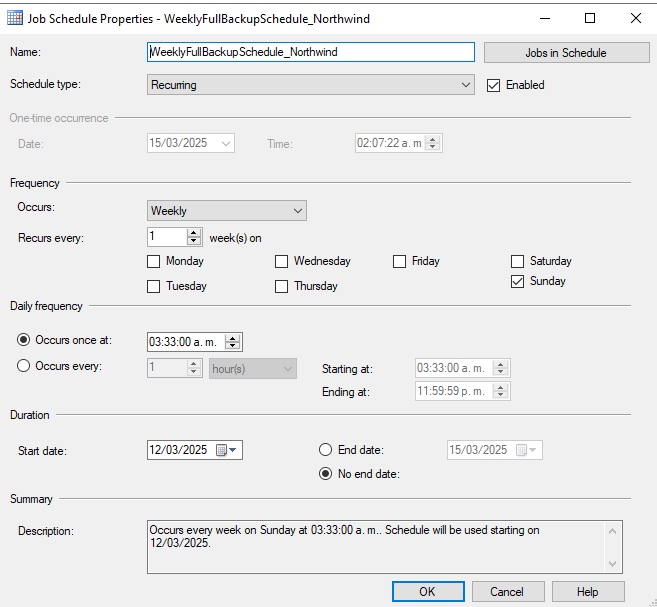 Job Schedule Properties - WeeklyFullBackupSchedule_Northwind
Name: WeeklyFullBackupSchedule_Northwind Jobs in Schedule
Schedule type: Recurring Enabled
One-time occurrence
Date: 15/03/2025 Time: 02:07:22 a. m
Frequency
Occurs: Weekly
Recurs every: 1 week(s) on
Monday Wednesday Friday Saturday
Tuesday Thursday Sunday
Daily frequency
Occurs once at: 03:33:00 a. m.
Occurs every: 1 hour(s) Starting at: 03:33:00 a. m.
Ending at: 11:59:59 p. m.
Duration
Start date: 12/03/2025 End date: 15/03/2025
No end date:
Summary
Description: Occurs every week on Sunday at 03:33:00 a. m.. Schedule will be used starting on
12/03/2025.
OK Cancel Help